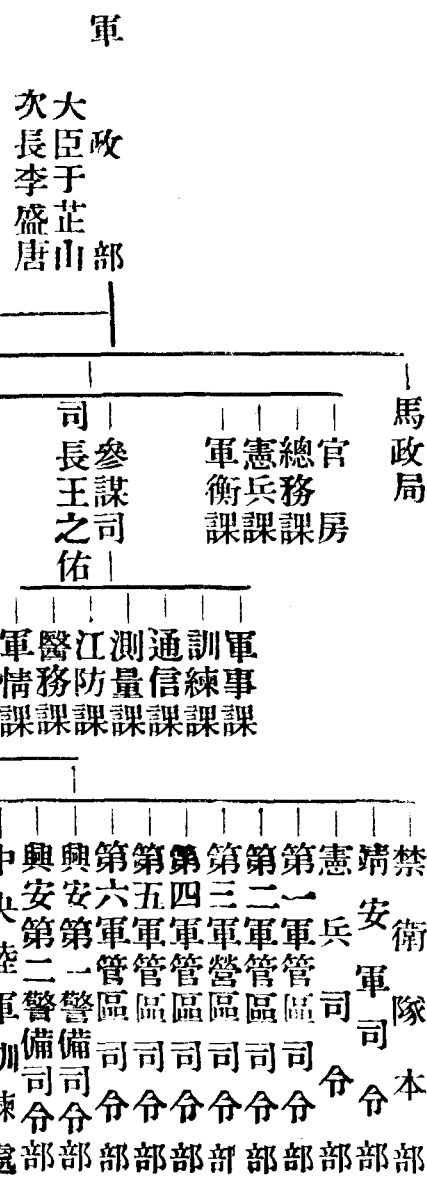 軍政部
大臣于芷山
次長李盛唐
馬政局
官房
總務課
憲兵課
軍衡課
參謀司
司長王之佑
軍事課
訓練課
通信課
測量課
江防課
醫務課
軍情課
禁衛隊本部
靖安軍司令部
憲兵司令部
第一軍管區司令部
第二軍管區司令部
第三軍營區司令部
第四軍管區司令部
第五軍管區司令部
第六軍管區司令部
興安第一警備司令部
興安第二警備司令部
中央陸軍訓練處